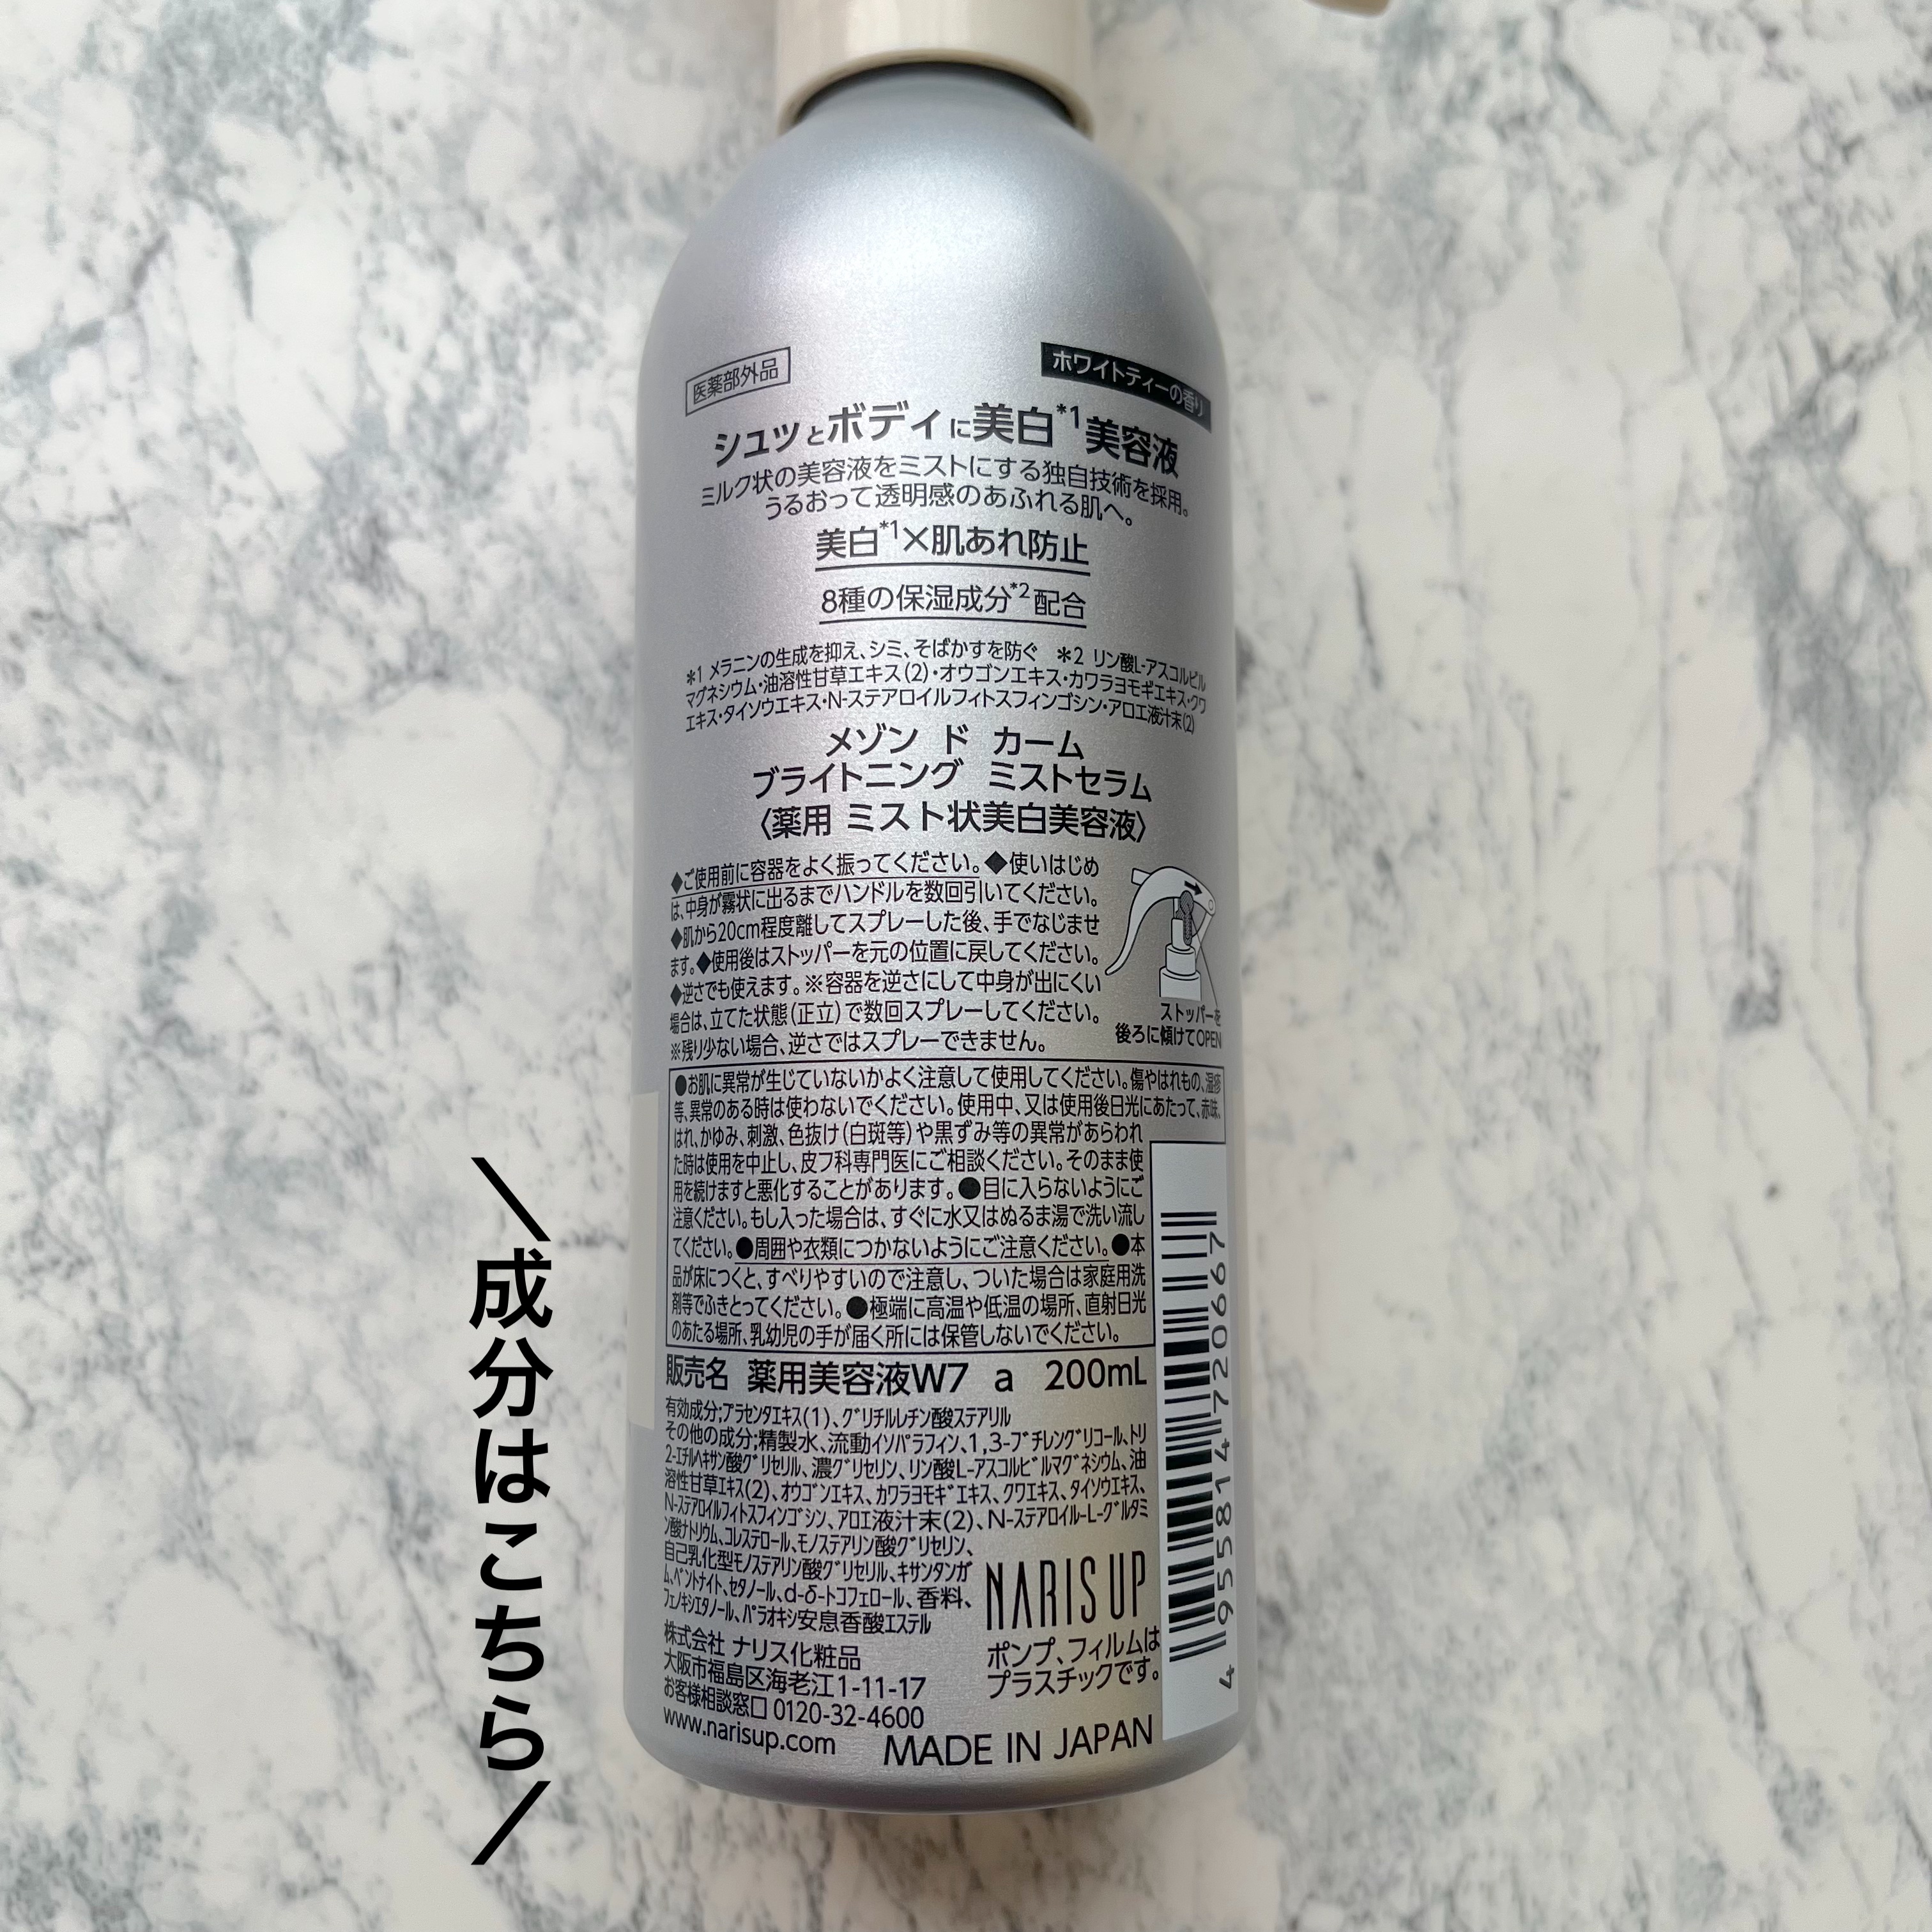 医薬部外品
ホワイトティーの香り
シュッとボディに美白*1美容液
ミルク状の美容液をミストにする独自技術を採用。
うるおって透明感のあふれる肌へ。
美白*1×肌あれ防止
8種の保湿成分*2配合
*1 メラニンの生成を抑え、シミ、そばかすを防ぐ *2 リン酸L-アスコルビル
マグネシウム・油溶性甘草エキス(2)・オウゴンエキス・カワラヨモギエキス・クワ
エキス・タイソウエキス・N-ステアロイルフィトスフィンゴシン・アロエ液汁末(2)
メゾン ド カーム
ブライトニング ミストセラム
〈薬用 ミスト状美白美容液〉
◆ご使用前に容器をよく振ってください。◆使いはじめ
は、中身が霧状に出るまでハンドルを数回引いてください。
◆肌から20cm程度離してスプレーした後、手でなじませ
ます。◆使用後はストッパーを元の位置に戻してください。
◆逆さでも使えます。※容器を逆さにして中身が出にくい
場合は、立てた状態(正立)で数回スプレーしてください。
※残り少ない場合、逆さではスプレーできません。
ストッパーを
後ろに傾けてOPEN
●お肌に異常が生じていないかよく注意して使用してください。傷やはれもの、湿疹
等、異常のある時は使わないでください。使用中、又は使用後日光にあたって、赤味、
はれ、かゆみ、刺激、色抜け(白斑等)や黒ずみ等の異常があらわれ
た時は使用を中止し、皮フ科専門医にご相談ください。そのまま使
用を続けますと悪化することがあります。●目に入らないようにご
注意ください。もし入った場合は、すぐに水又はぬるま湯で洗い流し
てください。●周囲や衣類につかないようにご注意ください。●本
品が床につくと、すべりやすいので注意し、ついた場合は家庭用洗
剤等でふきとってください。●極端に高温や低温の場所、直射日光
のあたる場所、乳幼児の手が届く所には保管しないでください。
販売名 薬用美容液W7 a 200mL
有効成分;プラセンタエキス(1)、グリチルレチン酸ステアリル
その他の成分;精製水、流動イソパラフィン、1,3-ブチレングリコール、トリ
2-エチルヘキサン酸グリセリル、濃グリセリン、リン酸L-アスコルビルマグネシウム、油
溶性甘草エキス(2)、オウゴンエキス、カワラヨモギエキス、クワエキス、タイソウエキス、
N-ステアロイルフィトスフィンゴシン、アロエ液汁末(2)、N-ステアロイル-L-グルタミ
ン酸ナトリウム、コレステロール、モノステアリン酸グリセリン、
自己乳化型モノステアリン酸グリセリル、キサンタンガ
ム、ベントナイト、セタノール、d-δ-トコフェロール、香料、
フェノキシエタノール、パラオキシ安息香酸エステル
株式会社 ナリス化粧品
大阪市福島区海老江1-11-17
お客様相談窓口 0120-32-4600
www.narisup.com
NARIS UP
ポンプ、フィルムは
プラスチックです。
MADE IN JAPAN
4955814720667
＼成分はこちら／